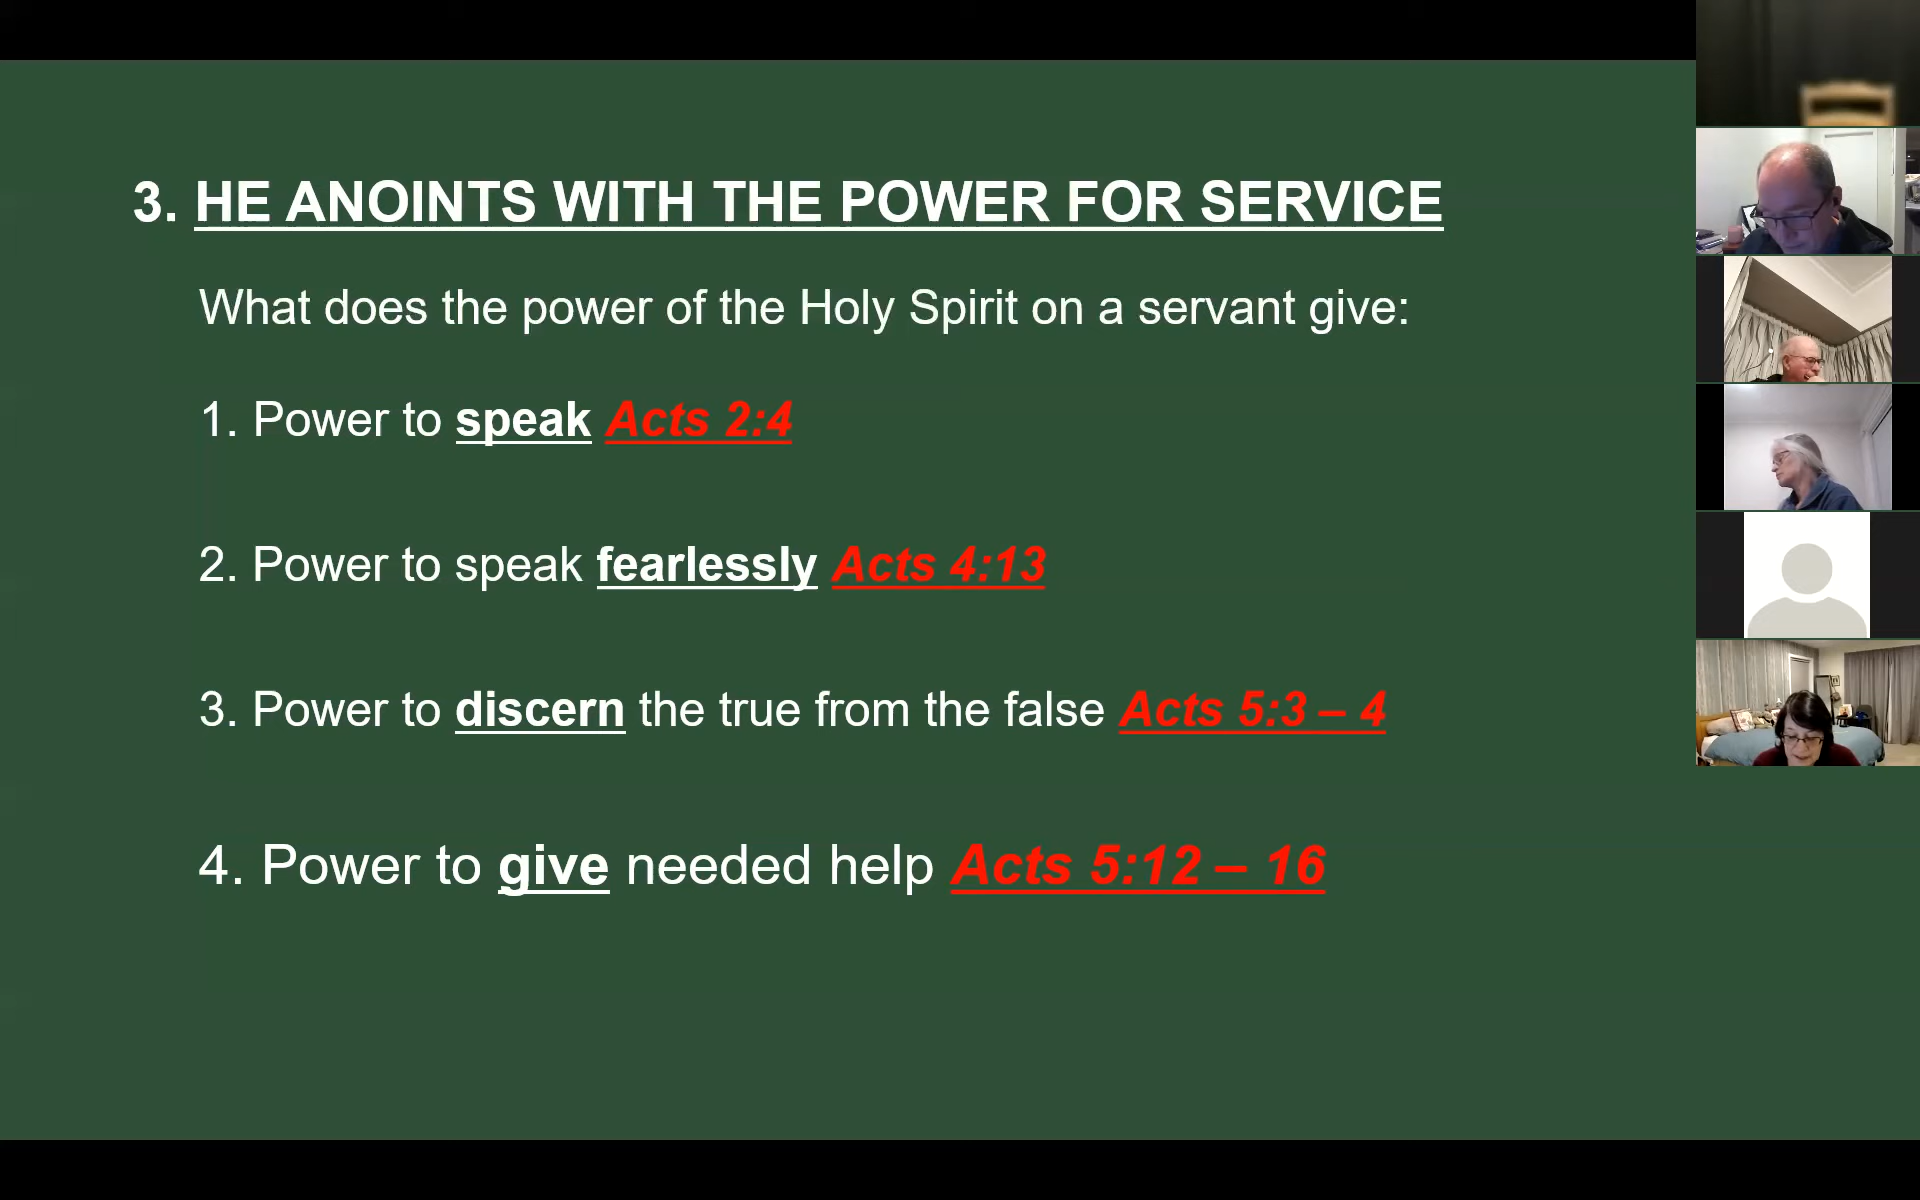 3. HE ANOINTS WITH THE POWER FOR SERVICE
What does the power of the Holy Spirit on a servant give:
1. Power to speak Acts 2:4
2. Power to speak fearlessly Acts 4:13
3. Power to discern the true from the false Acts 5:3 – 4
4. Power to give needed help Acts 5:12 – 16